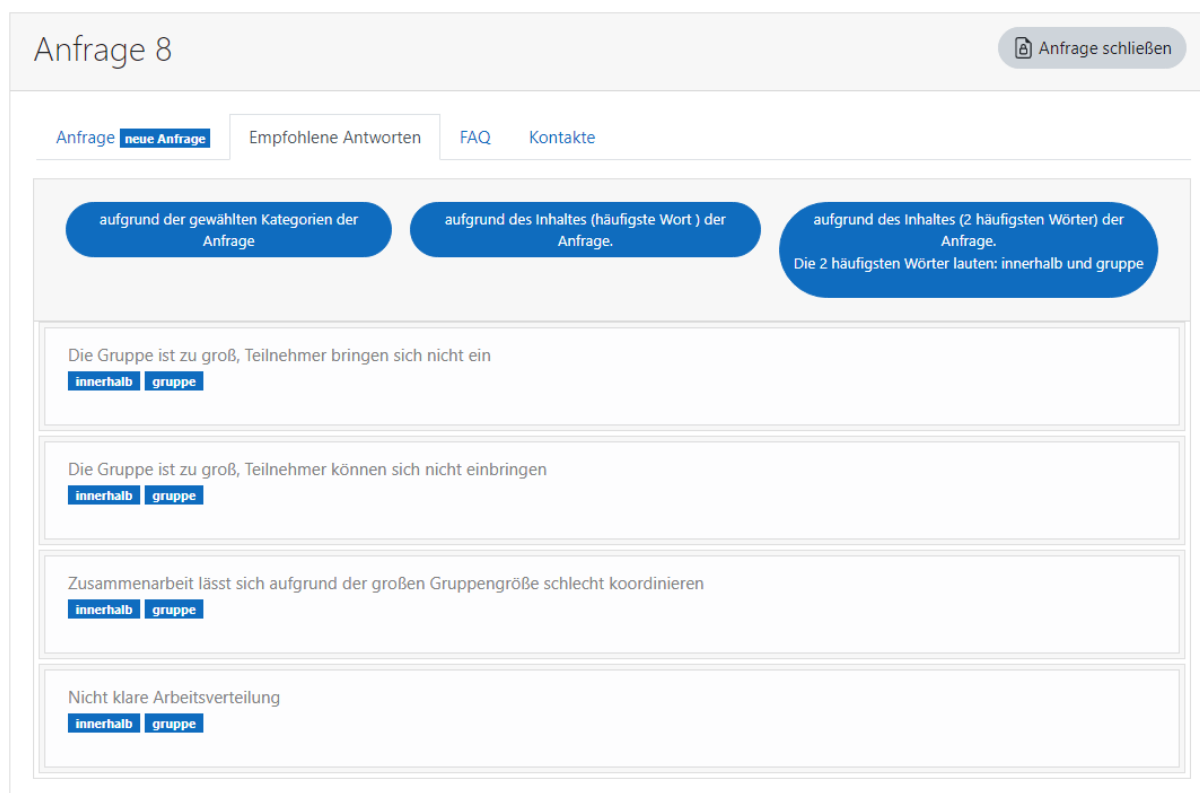 Anfrage 8
Anfrage schließen
Anfrage neue Anfrage
Empfohlene Antworten
FAQ
Kontakte
aufgrund der gewählten Kategorien der
Anfrage
aufgrund des Inhaltes (häufigste Wort ) der
Anfrage.
aufgrund des Inhaltes (2 häufigsten Wörter) der
Anfrage.
Die 2 häufigsten Wörter lauten: innerhalb und gruppe
Die Gruppe ist zu groß, Teilnehmer bringen sich nicht ein
innerhalb gruppe
Die Gruppe ist zu groß, Teilnehmer können sich nicht einbringen
innerhalb gruppe
Zusammenarbeit lässt sich aufgrund der großen Gruppengröße schlecht koordinieren
innerhalb gruppe
Nicht klare Arbeitsverteilung
innerhalb gruppe